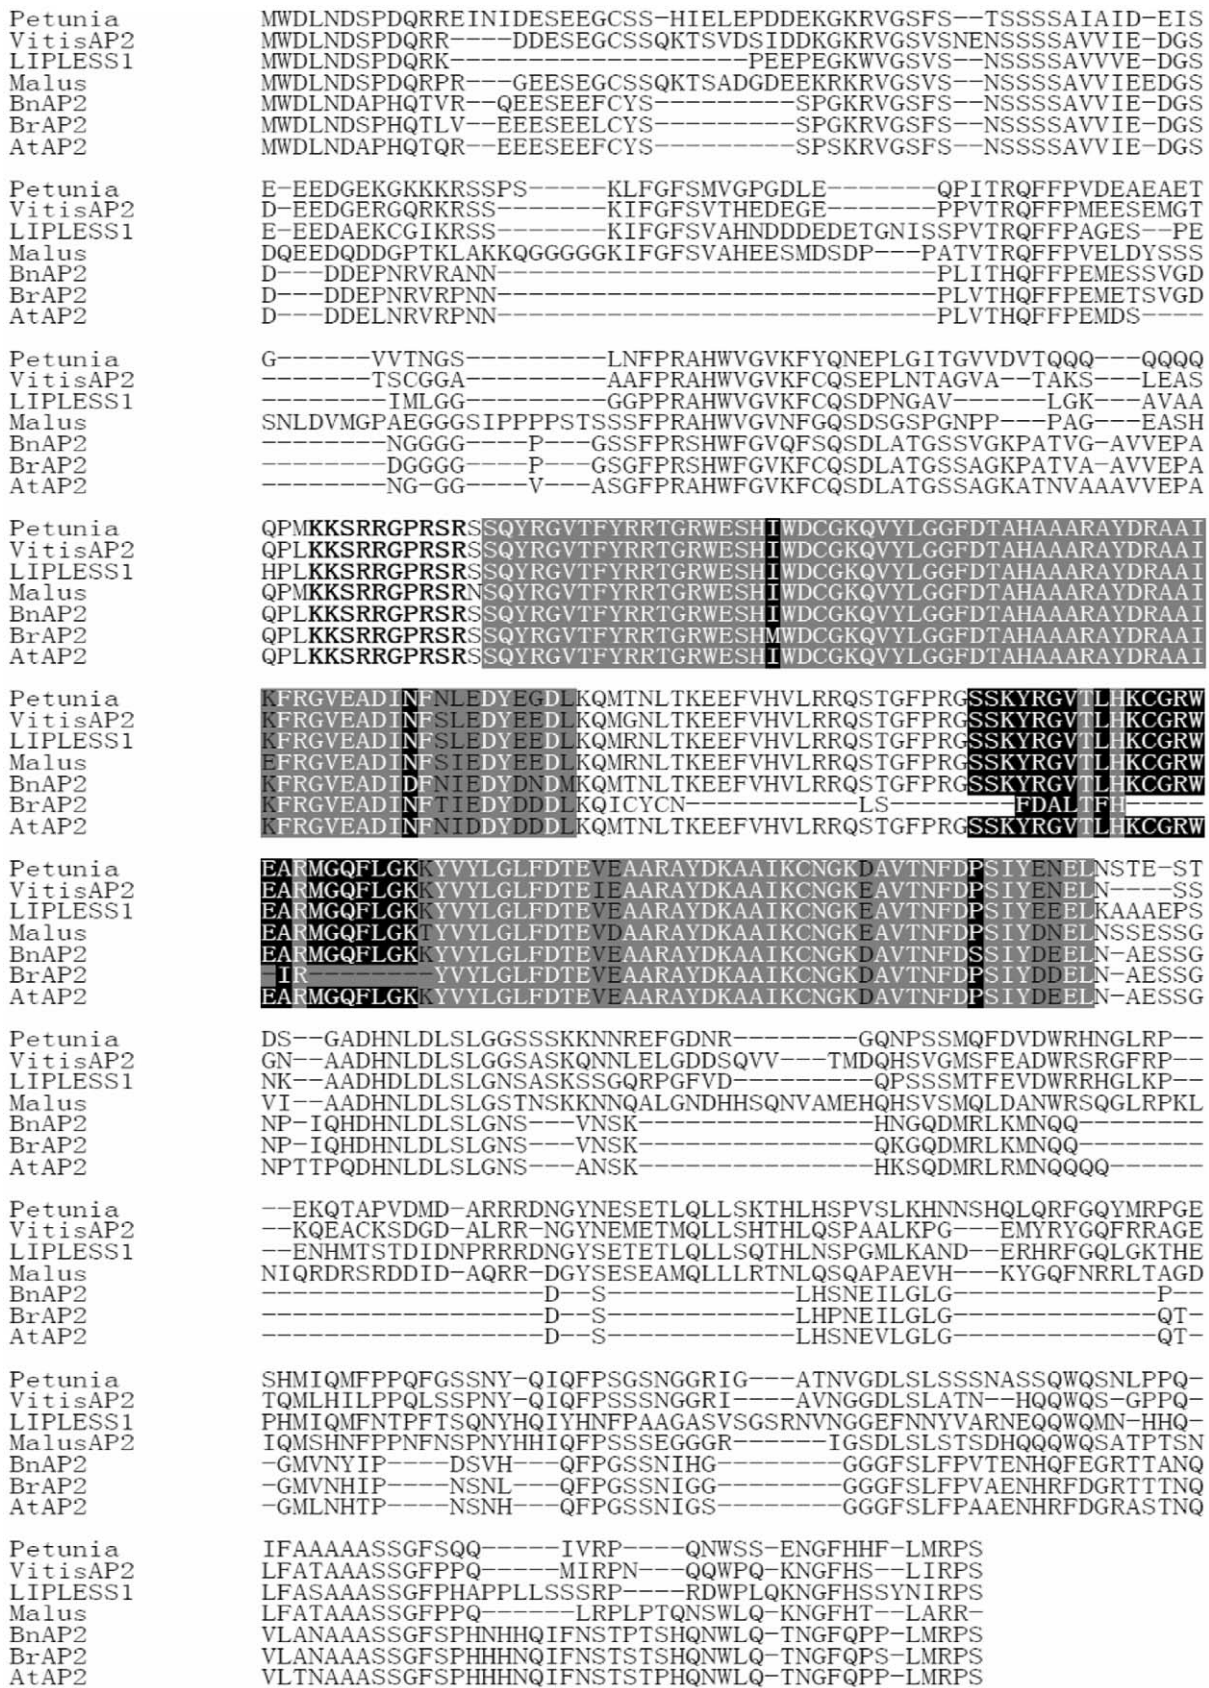 Petunia MWDLNDSPDQRREINIDESEEGCSS-HIELEPDDEKGKRVGSFS--TSSSSAIAID-EIS
VitisAP2 MWDLNDSPDQRR----DDESEGCSSQKTSVDSIDDKGKRVGSVSNENSSSSAVVIE-DGS
LIPLESS1 MWDLNDSPDQRK-------------------PEEPEGKWVGSVS--NSSSSAVVVE-DGS
Malus MWDLNDSPDQRPR---GEESEGCSSQKTSADGDEEKRKRVGSVS--NSSSSAVVIEEDGS
BnAP2 MWDLNDAPHQTVR--QEESEEFCYS---------SPGKRVGSFS--NSSSSAVVIE-DGS
BrAP2 MWDLNDSPHQTLV--EEESEELCYS---------SPGKRVGSFS--NSSSSAVVIE-DGS
AtAP2 MWDLNDAPHQTQR--EEESEEFCYS---------SPSKRVGSFS--NSSSSAVVIE-DGS
Petunia E-EEDGEKGKKKRSSPS-----KLFGFSMVGPGDLE-------QPITRQFFPVDEAEAET
VitisAP2 D-EEDGERGQRKRSS-------KIFGFSVTHEDEGE-------PPVTRQFFPMEESEMGT
LIPLESS1 E-EEDAEKCGIKRSS-------KIFGFSVAHNDDDEDETGNISSPVTRQFFPAGES--PE
Malus DQEEDQDDGPTKLAKKQGGGGGKIFGFSVAHEESMDSDP---PATVTRQFFPVELDYSSS
BnAP2 D---DDEPNRVRANN----------------------------PLITHQFFPEMESSVGD
BrAP2 D---DDEPNRVRPNN----------------------------PLVTHQFFPEMETSVGD
AtAP2 D---DDELNRVRPNN----------------------------PLVTHQFFPEMDS----
Petunia G------VVTNGS---------LNFPRAHWVGVKFYQNEPLGITGVVDVTQQQ---QQQQ
VitisAP2 -------TSCGGA---------AAFPRAHWVGVKFCQSEPLNTAGVA--TAKS---LEAS
LIPLESS1 --------IMLGG---------GGPPRAHWVGVKFCQSDPNGAV------LGK---AVAA
Malus SNLDVMGPAEGGGSIPPPPSTSSSFPRAHWVGVNFGQSDSGSPGNPP---PAG---EASH
BnAP2 --------NGGGG----P---GSSFPRSHWFGVQFSQSDLATGSSVGKPATVG-AVVEPA
BrAP2 --------DGGGG----P---GSGFPRSHWFGVKFCQSDLATGSSAGKPATVA-AVVEPA
AtAP2 --------NG-GG----V---ASGFPRAHWFGVKFCQSDLATGSSAGKATNVAAAVVEPA
Petunia QPMKKSRRGPRSRSSQYRGVTFYRRTGRWESHIWDCGKQVYLGGFDTAHAAARAYDRAAI
VitisAP2 QPLKKSRRGPRSRSSQYRGVTFYRRTGRWESHIWDCGKQVYLGGFDTAHAAARAYDRAAI
LIPLESS1 HPLKKSRRGPRSRSSQYRGVTFYRRTGRWESHIWDCGKQVYLGGFDTAHAAARAYDRAAI
Malus QPMKKSRRGPRSRNSQYRGVTFYRRTGRWESHIWDCGKQVYLGGFDTAHAAARAYDRAAI
BnAP2 QPLKKSRRGPRSRSSQYRGVTFYRRTGRWESHIWDCGKQVYLGGFDTAHAAARAYDRAAI
BrAP2 QPLKKSRRGPRSRSSQYRGVTFYRRTGRWESHMWDCGKQVYLGGFDTAHAAARAYDRAAI
AtAP2 QPLKKSRRGPRSRSSQYRGVTFYRRTGRWESHIWDCGKQVYLGGFDTAHAAARAYDRAAI
Petunia KFRGVEADINFNLEDYEGDLKQMTNLTKEEFVHVLRRQSTGFPRGSSKYRGVTLHKCGRW
VitisAP2 KFRGVEADINFSLEDYEEDLKQMGNLTKEEFVHVLRRQSTGFPRGSSKYRGVTLHKCGRW
LIPLESS1 KFRGVEADINFSLEDYEEDLKQMRNLTKEEFVHVLRRQSTGFPRGSSKYRGVTLHKCGRW
Malus EFRGVEADINFSIEDYEEDLKQMRNLTKEEFVHVLRRQSTGFPRGSSKYRGVTLHKCGRW
BnAP2 KFRGVEADIDFNIEDYDNDMKQMTNLTKEEFVHVLRRQSTGFPRGSSKYRGVTLHKCGRW
BrAP2 KFRGVEADINFTIEDYDDDLKQICYCN-----------LS--------FDALTFH-----
AtAP2 KFRGVEADINFNIDDYDDDLKQMTNLTKEEFVHVLRRQSTGFPRGSSKYRGVTLHKCGRW
Petunia EARMGQFLGKKYVYLGLFDTEVEAARAYDKAAIKCNGKDAVTNFDPSIYENELNSTE-ST
VitisAP2 EARMGQFLGKKYVYLGLFDTEIEAARAYDKAAIKCNGKEAVTNFDPSIYENELN----SS
LIPLESS1 EARMGQFLGKKYVYLGLFDTEVEAARAYDKAAIKCNGKEAVTNFDPSIYEEELKAAAEPS
Malus EARMGQFLGKTYVYLGLFDTEVDAARAYDKAAIKCNGKEAVTNFDPSIYDNELNSSESSG
BnAP2 EARMGQFLGKKYVYLGLFDTEVEAARAYDKAAIKCNGKDAVTNFDSSIYDEELN-AESSG
BrAP2 -IR--------YVYLGLFDTEVEAARAYDKAAIKCNGKDAVTNFDPSIYDDELN-AESSG
AtAP2 EARMGQFLGKKYVYLGLFDTEVEAARAYDKAAIKCNGKDAVTNFDPSIYDEELN-AESSG
Petunia DS--GADHNLDLSLGGSSSKKNNREFGDNR--------GQNPSSMQFDVDWRHNGLRP--
VitisAP2 GN--AADHNLDLSLGGSASKQNNLELGDDSQVV---TMDQHSVGMSFEADWRSRGFRP--
LIPLESS1 NK--AADHDLDLSLGNSASKSSGQRPGFVD---------QPSSSMTFEVDWRRHGLKP--
Malus VI--AADHNLDLSLGSTNSKKNNQALGNDHHSQNVAMEHQHSVSMQLDANWRSQGLRPKL
BnAP2 NP-IQHDHNLDLSLGNS---VNSK---------------HNGQDMRLKMNQQ--------
BrAP2 NP-IQHDHNLDLSLGNS---VNSK---------------QKGQDMRLKMNQQ--------
AtAP2 NPTTPQDHNLDLSLGNS---ANSK---------------HKSQDMRLRMNQQQQ------
Petunia --EKQTAPVDMD-ARRRDNGYNESETLQLLSKTHLHSPVSLKHNNSHQLQRFGQYMRPGE
VitisAP2 --KQEACKSDGD-ALRR-NGYNEMETMQLLSHTHLQSPAALKPG---EMYRYGQFRRAGE
LIPLESS1 --ENHMTSTDIDNPRRRDNGYSETETLQLLSQTHLNSPGMLKAND--ERHRFGQLGKTHE
Malus NIQRDRSRDDIID-AQRR-DGYSESEAMQLLLRTNLQSQAPAEVH---KYGQFNRRLTAGD
BnAP2 ------------------D--S------------LHSNEILGLG-------------P--
BrAP2 ------------------D--S------------LHPNEILGLG-------------QT-
AtAP2 ------------------D--S------------LHSNEVLGLG-------------QT-
Petunia SHMIQMFPPQFGSSNY-QIQFPSGSNGGRIG---ATNVGDLSLSSSNASSQWQSNLPPQ-
VitisAP2 TQMLHILPPQLSSPNY-QIQFPSSSNGGRI----AVNGGDLSLATN--HQQWQS-GPPQ-
LIPLESS1 PHMIQMFNTPFTSQNYHQIYHNFPAAGASVSGSRNVNGGEFNNYVARNEQQWQMN-HHQ-
MalusAP2 IQMSHNFPPNFNSPNYHHIQFPSSSEGGGR------IGSDLSLSTSDHQQQWQSATPTSN
BnAP2 -GMVNYIP----DSVH---QFPGSSNIHG--------GGGFSLFPVTENHQFEGRTTANQ
BrAP2 -GMVNHIP----NSNL---QFPGSSNIGG--------GGGFSLFPVAENHRFDGRTTTNQ
AtAP2 -GMLNHTP----NSNH---QFPGSSNIGS--------GGGFSLFPAAENHRFDGRASTNQ
Petunia IFAAAAASSGFSQQ-----IVRP----QNWSS-ENGFHHF-LMRPS
VitisAP2 LFATAAASSGFPPQ-----MIRPN---QQWPQ-KNGFHS--LIRPS
LIPLESS1 LFASAAASSGFPHAPPLLSSSRP----RDWPLQKNGFHSSYNIRPS
Malus LFATAAASSGFPPQ------LRPLPTQNSWLQ-KNGFHT--LARR-
BnAP2 VLANAAASSGFSPHNHHQIFNSTPTSHQNWLQ-TNGFQPP-LMRPS
BrAP2 VLANAAASSGFSPHHHNQIFNSTSTSHQNWLQ-TNGFQPS-LMRPS
AtAP2 VLTNAAASSGFSPHHHNQIFNSTSTPHQNWLQ-TNGFQPP-LMRPS